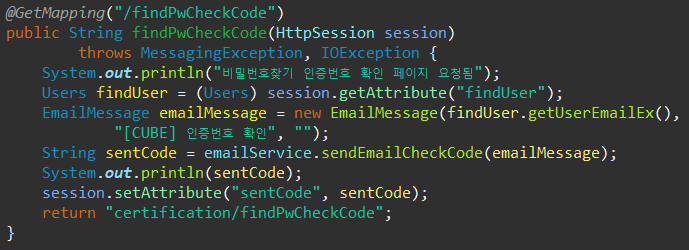 @GetMapping("/findPwCheckCode")
public String findPwCheckCode(HttpSession session)
        throws MessagingException, IOException {
    System.out.println("비밀번호찾기 인증번호 확인 페이지 요청됨");
    Users findUser = (Users) session.getAttribute("findUser");
    EmailMessage emailMessage = new EmailMessage(findUser.getUserEmailEx(),
            "[CUBE] 인증번호 확인", "");
    String sentCode = emailService.sendEmailCheckCode(emailMessage);
    System.out.println(sentCode);
    session.setAttribute("sentCode", sentCode);
    return "certification/findPwCheckCode";
}